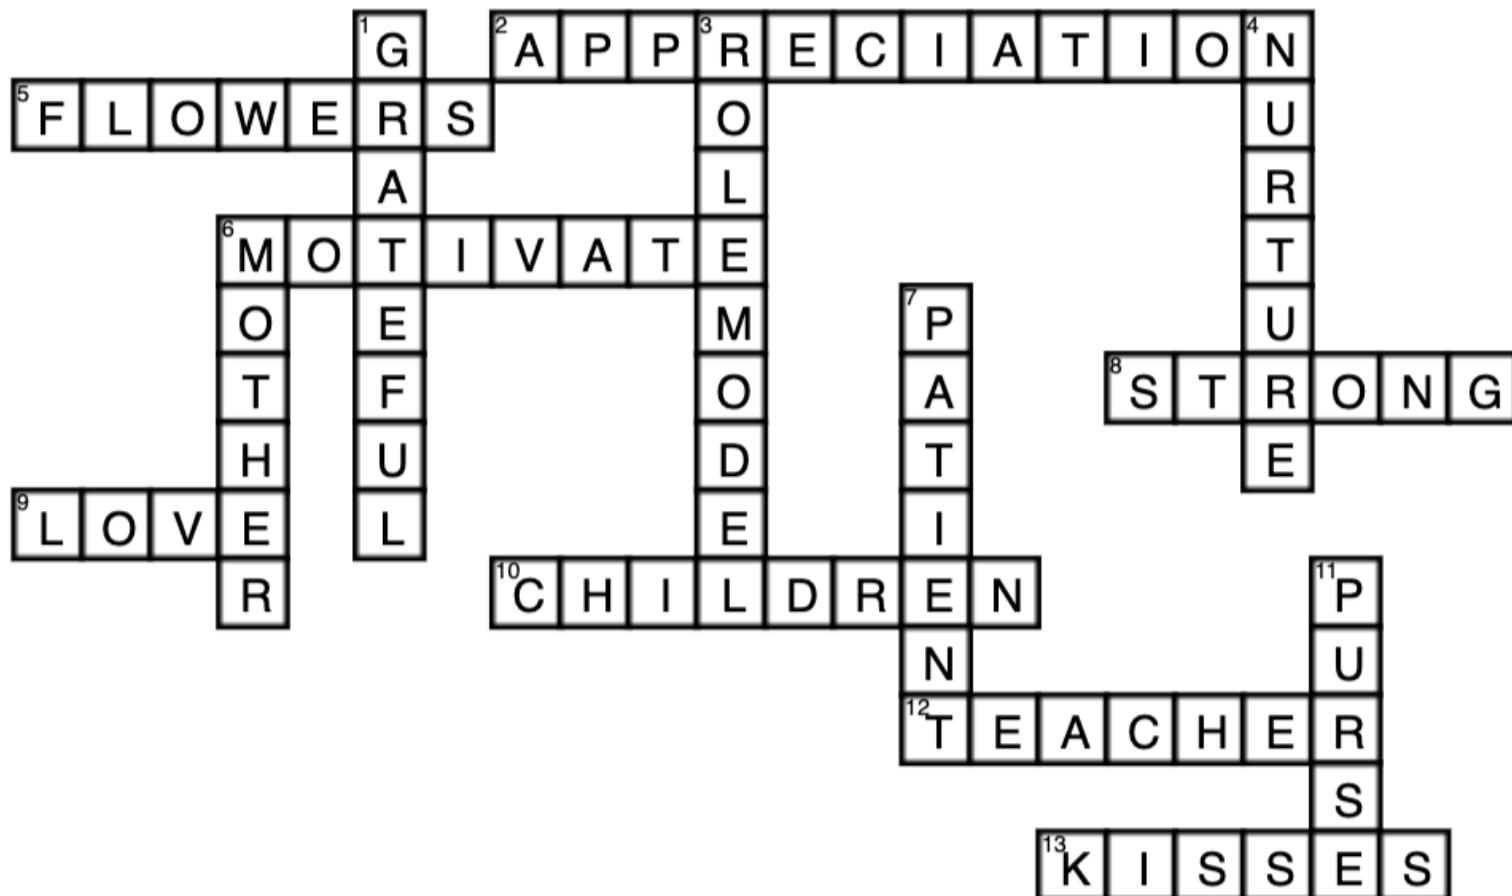 1 G 2 A P P 3 R E C I A T I O 4 N
5 F L O W E R S O U
A L R
6 M O T I V A T E T
O E M 7 P U
T F O A 8 S T R O N G
H U D T E
9 L O V E L E I
R 10 C H I L D R E N 11 P
N U
12 T E A C H E R
S
13 K I S S E S